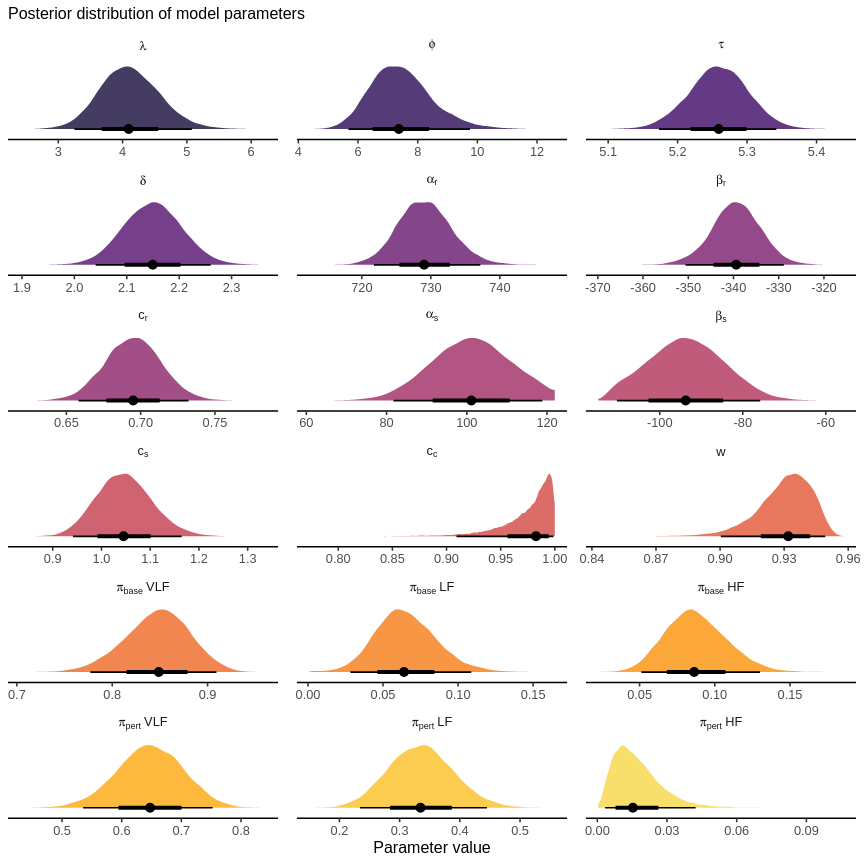 Posterior distribution of model parameters
λ ϕ τ
3 4 5 6 4 6 8 10 12 5.1 5.2 5.3 5.4
δ αr βr
1.9 2.0 2.1 2.2 2.3 720 730 740 -370 -360 -350 -340 -330 -320
cr αs βs
0.65 0.70 0.75 60 80 100 120 -100 -80 -60
cs cc w
0.9 1.0 1.1 1.2 1.3 0.80 0.85 0.90 0.95 1.00 0.84 0.87 0.90 0.93 0.96
πbase VLF πbase LF πbase HF
0.7 0.8 0.9 0.00 0.05 0.10 0.15 0.05 0.10 0.15
πpert VLF πpert LF πpert HF
0.5 0.6 0.7 0.8 0.2 0.3 0.4 0.5 0.00 0.03 0.06 0.09
Parameter value